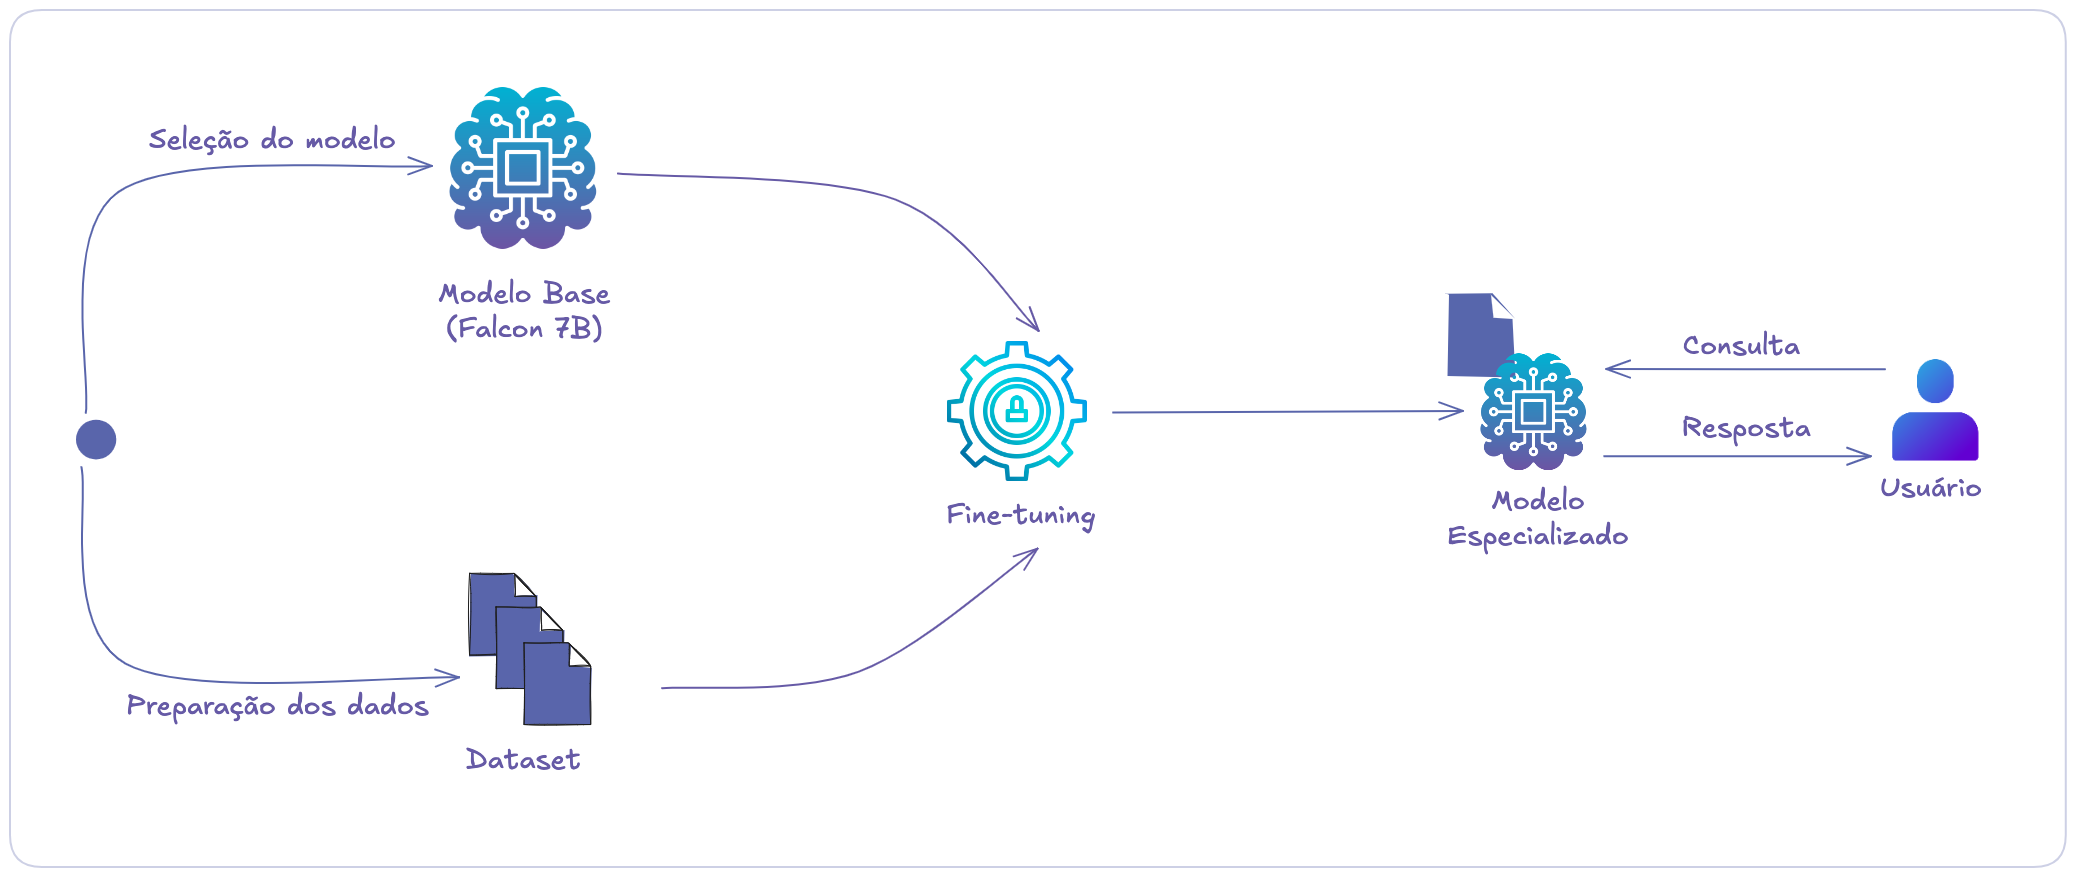 Seleção do modelo
Modelo Base
(Falcon 7B)
Preparação dos dados
Dataset
Fine-tuning
Modelo
Especializado
Consulta
Resposta
Usuário